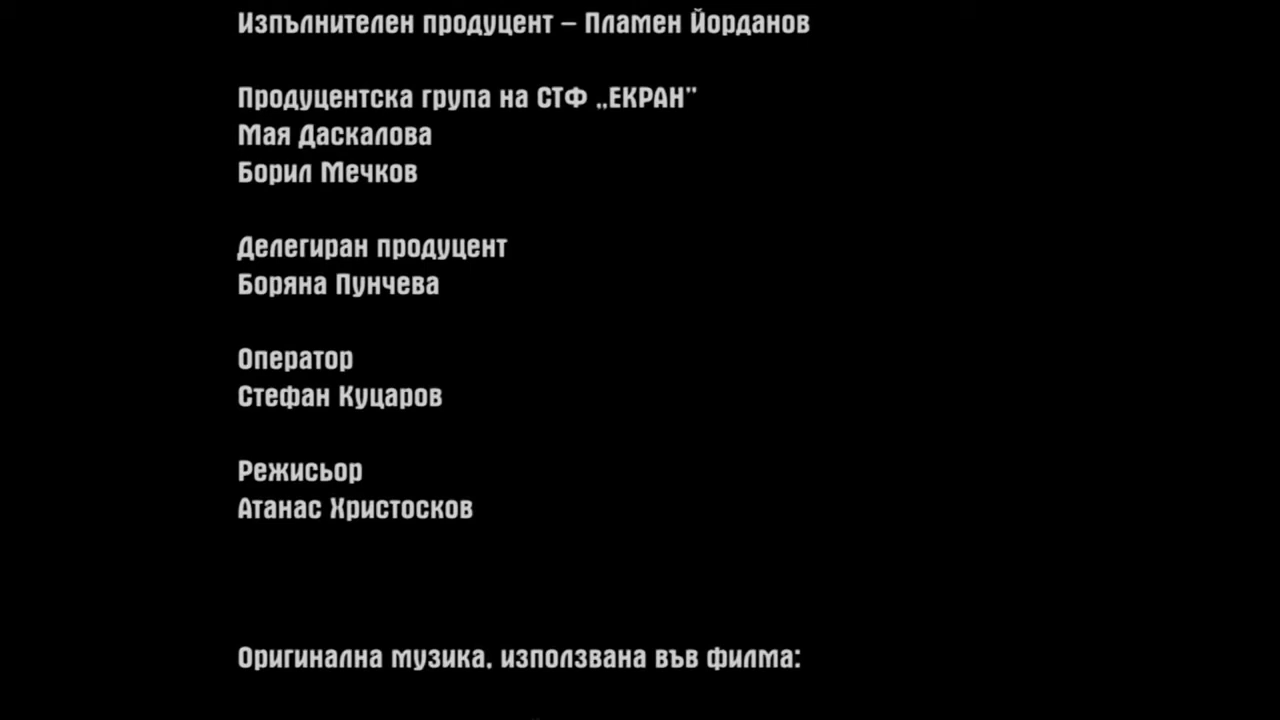 Изпълнителен продуцент – Пламен Йорданов
Продуцентска група на СТФ „ЕКРАН”
Мая Даскалова
Борил Мечков
Делегиран продуцент
Боряна Пунчева
Оператор
Стефан Куцаров
Режисьор
Атанас Христосков
Оригинална музика, използвана във филма: